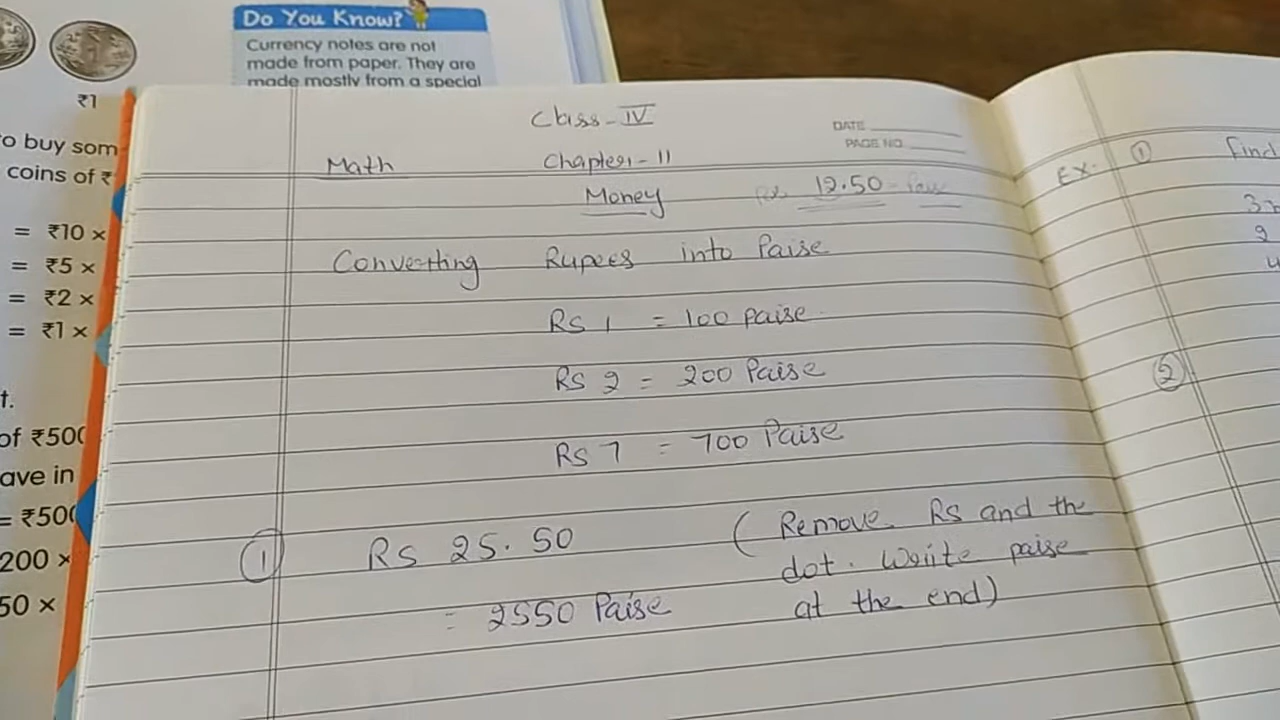 Do You Know?
Currency notes are not
made from paper. They are
made mostly from a special
₹1
o buy som
coins of ₹
= ₹10 ×
= ₹5 ×
= ₹2 ×
= ₹1 ×
t.
of ₹500
ave in
= ₹500
200 ×
50 ×
Class - IV
DATE
PAGE NO.
Math Chapter - 11
Money Rs 12.50 - Paise
Converting Rupees into Paise
Rs 1 = 100 paise
Rs 2 = 200 Paise
Rs 7 = 700 Paise
① Rs 25.50 (Remove Rs and the
dot. Write paise
= 2550 Paise at the end)
Ex- ① find
②